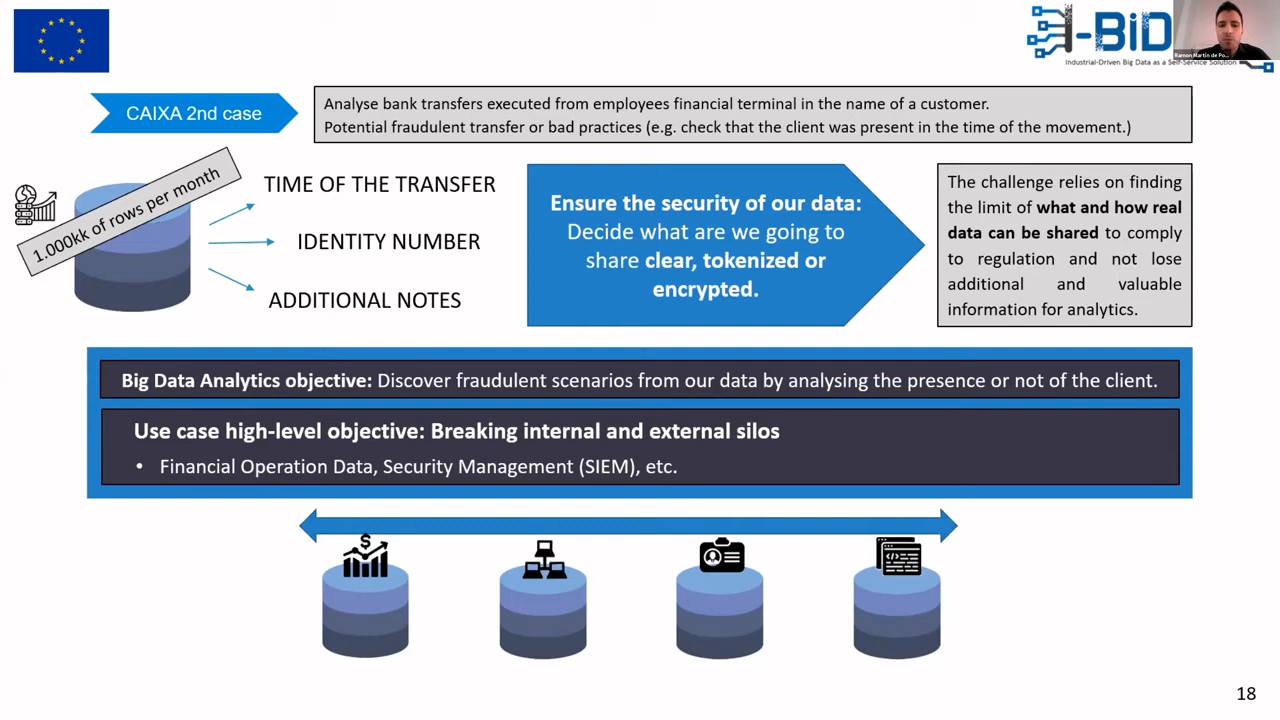 I-BiD
Industrial-Driven Big Data as a Self-Service Solution
Ramon Martín de Po...
CAIXA 2nd case
Analyse bank transfers executed from employees financial terminal in the name of a customer.
Potential fraudulent transfer or bad practices (e.g. check that the client was present in the time of the movement.)
1.000kk of rows per month
TIME OF THE TRANSFER
IDENTITY NUMBER
ADDITIONAL NOTES
Ensure the security of our data:
Decide what are we going to
share clear, tokenized or
encrypted.
The challenge relies on finding
the limit of what and how real
data can be shared to comply
to regulation and not lose
additional and valuable
information for analytics.
Big Data Analytics objective: Discover fraudulent scenarios from our data by analysing the presence or not of the client.
Use case high-level objective: Breaking internal and external silos
• Financial Operation Data, Security Management (SIEM), etc.
$
</>
18